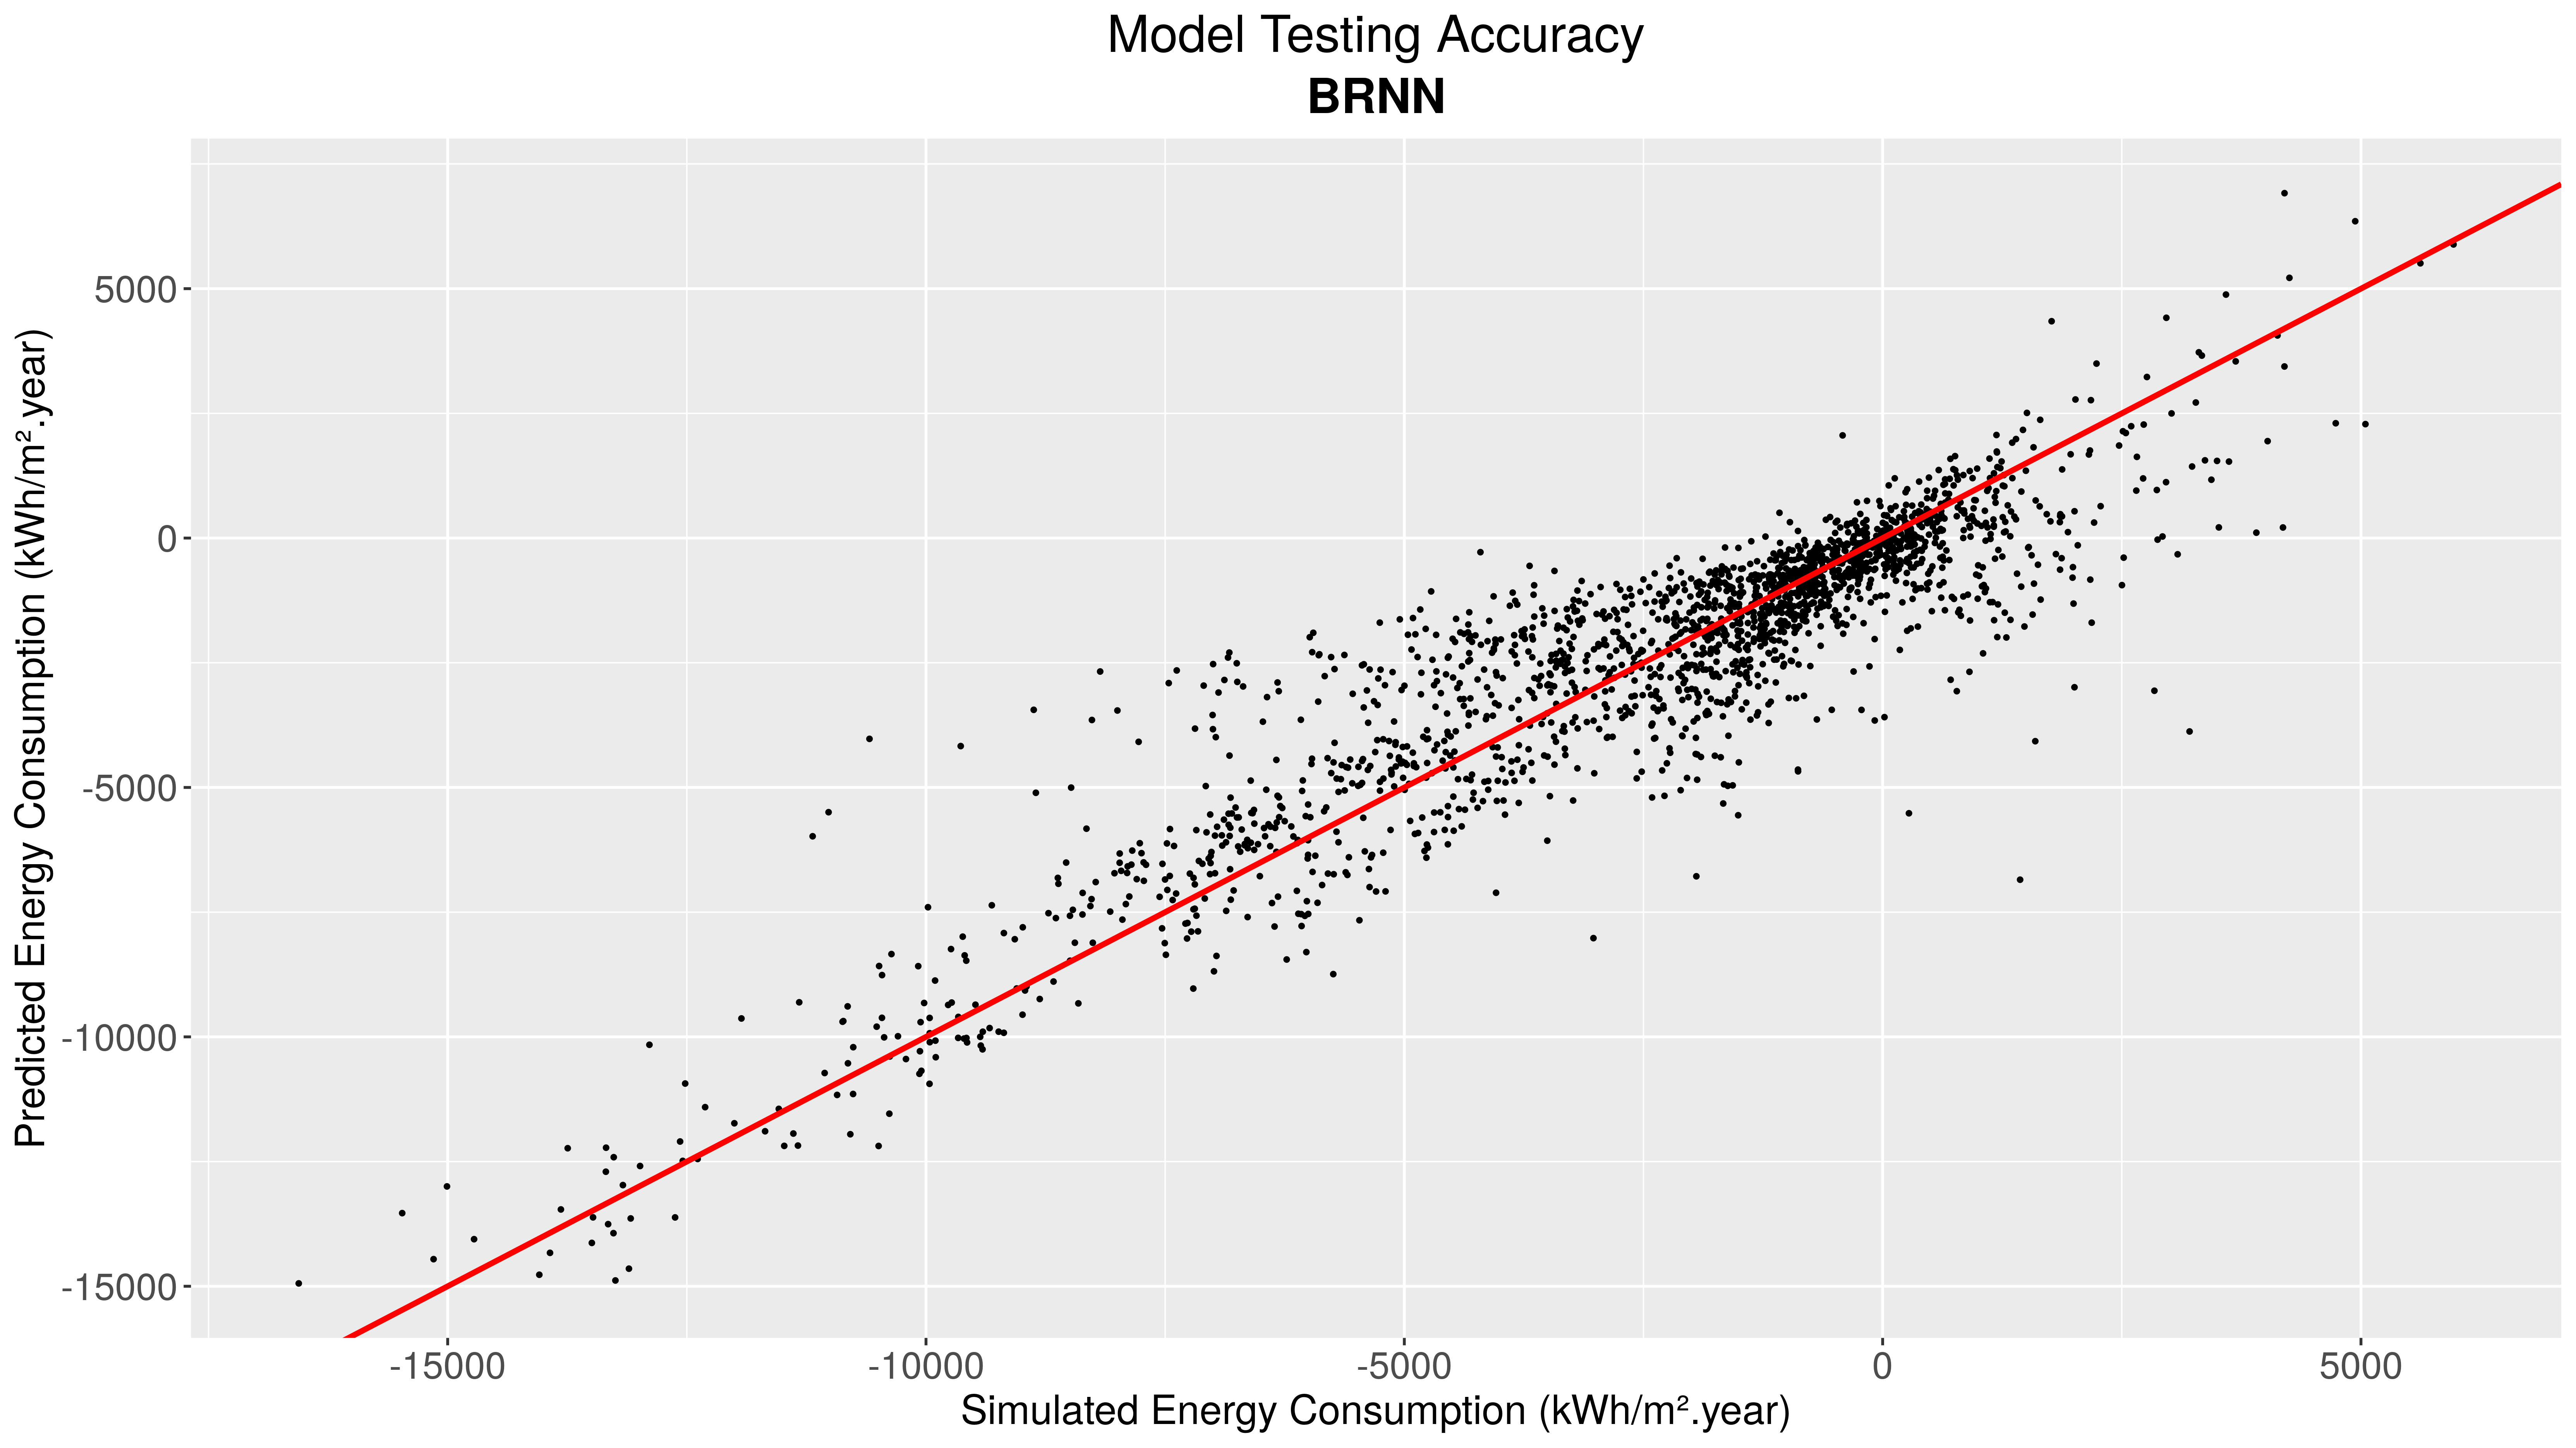 Model Testing Accuracy
BRNN
Predicted Energy Consumption (kWh/m².year)
5000
0
-5000
-10000
-15000
-15000 -10000 -5000 0 5000
Simulated Energy Consumption (kWh/m².year)